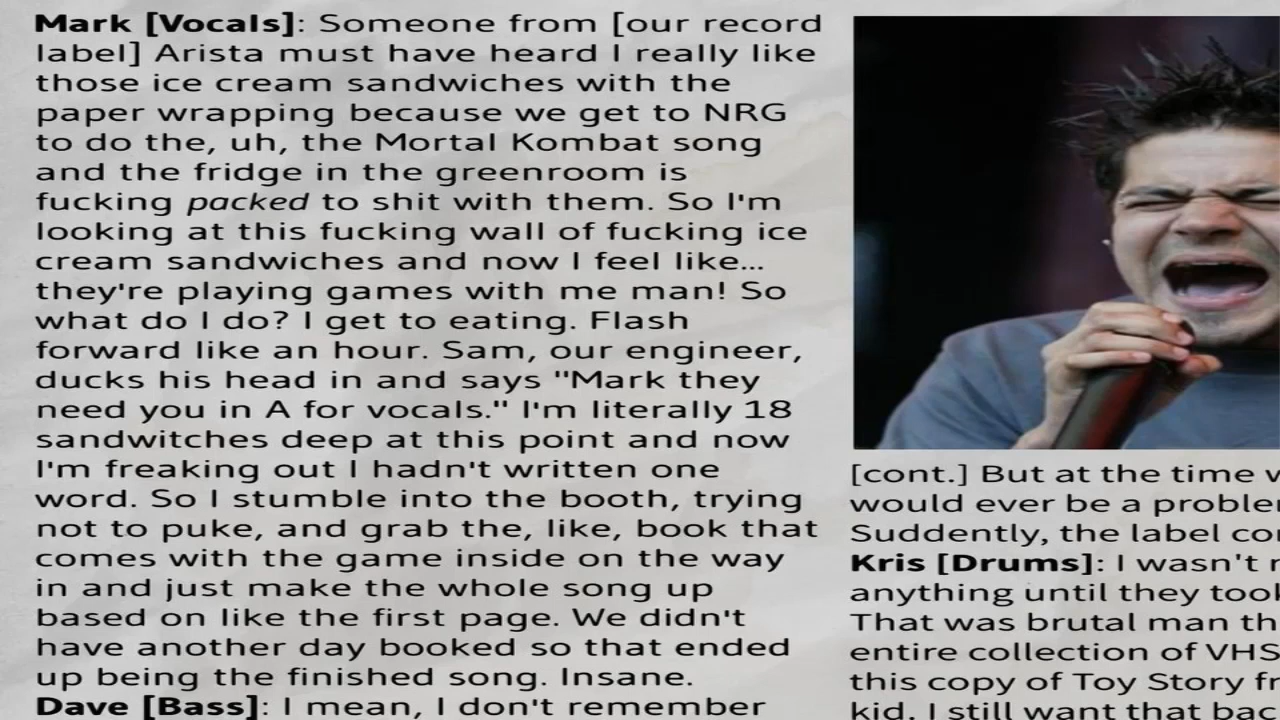 Mark [Vocals]: Someone from [our record
label] Arista must have heard I really like
those ice cream sandwiches with the
paper wrapping because we get to NRG
to do the, uh, the Mortal Kombat song
and the fridge in the greenroom is
fucking packed to shit with them. So I'm
looking at this fucking wall of fucking ice
cream sandwiches and now I feel like...
they're playing games with me man! So
what do I do? I get to eating. Flash
forward like an hour. Sam, our engineer,
ducks his head in and says "Mark they
need you in A for vocals." I'm literally 18
sandwitches deep at this point and now
I'm freaking out I hadn't written one
word. So I stumble into the booth, trying
not to puke, and grab the, like, book that
comes with the game inside on the way
in and just make the whole song up
based on like the first page. We didn't
have another day booked so that ended
up being the finished song. Insane.
Dave [Bass]: I mean, I don't remember
[cont.] But at the time
would ever be a
Suddenly, the label
Kris [Drums]: I wasn't
anything until they
That was brutal man
entire collection of VHS
this copy of Toy Story
kid. I still want that